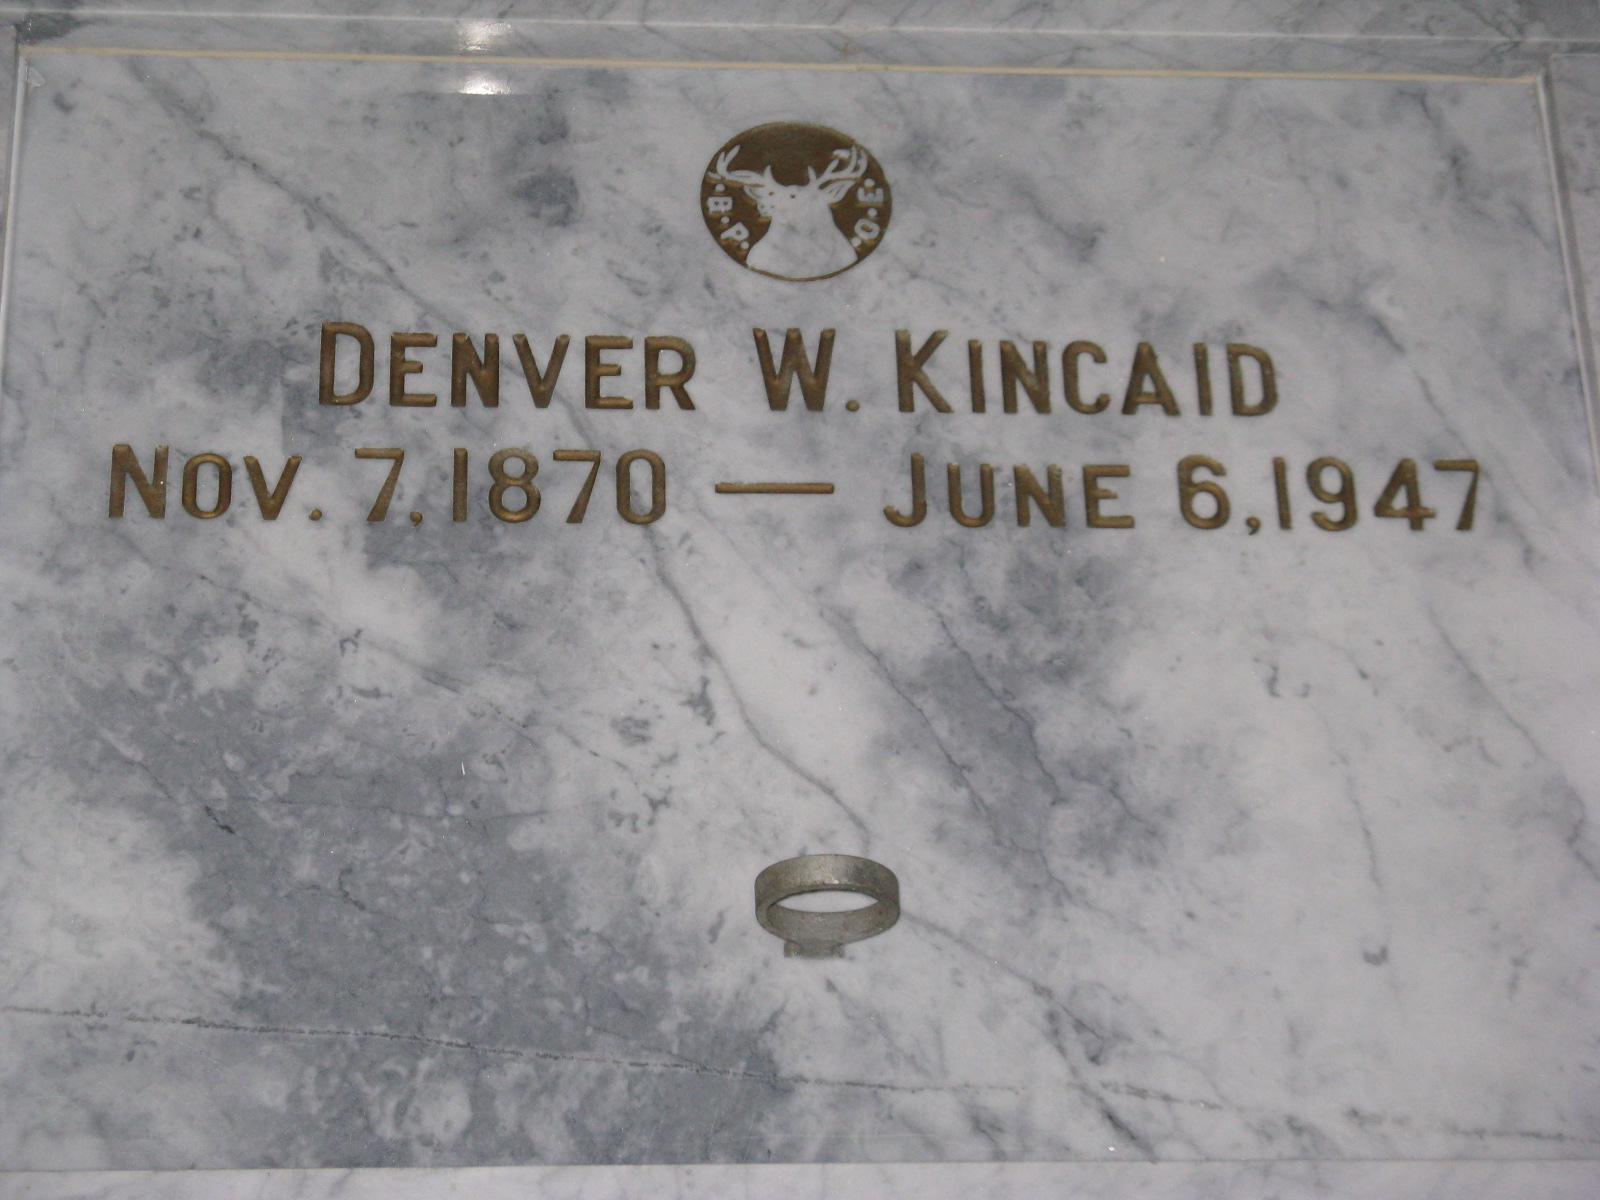 B·P·O·E·
DENVER W. KINCAID
NOV. 7, 1870 — JUNE 6, 1947